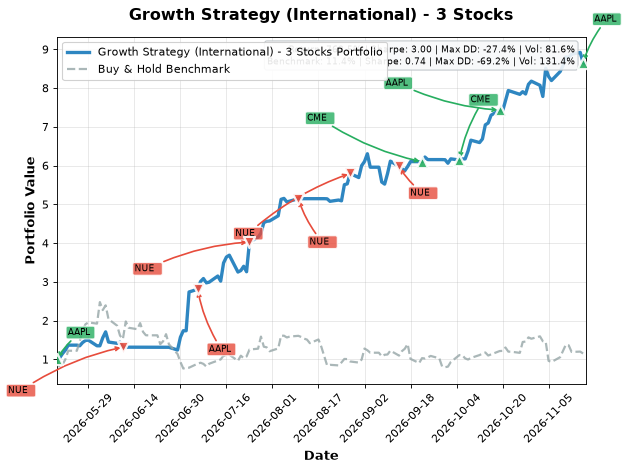 Growth Strategy (International) - 3 Stocks
AAPL
Growth Strategy (International) - 3 Stocks Portfolio
Buy & Hold Benchmark
rpe: 3.00 | Max DD: -27.4% | Vol: 81.6%
Benchmark: 11.4% | Sharpe: 0.74 | Max DD: -69.2% | Vol: 131.4%
AAPL
CME
CME
NUE
NUE
NUE
NUE
AAPL
AAPL
NUE
Portfolio Value
9
8
7
6
5
4
3
2
1
2026-05-29
2026-06-14
2026-06-30
2026-07-16
2026-08-01
2026-08-17
2026-09-02
2026-09-18
2026-10-04
2026-10-20
2026-11-05
Date